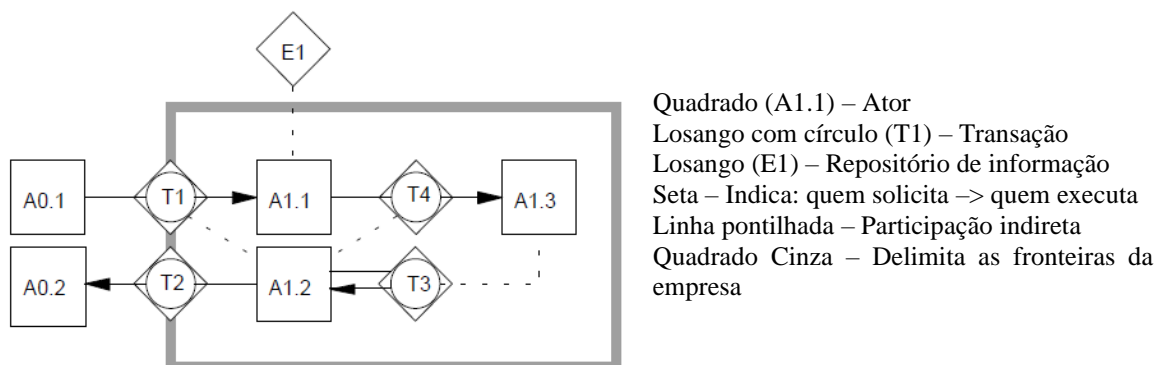 E1
A0.1
T1
A1.1
T4
A1.3
A0.2
T2
A1.2
T3
Quadrado (A1.1) – Ator
Losango com círculo (T1) – Transação
Losango (E1) – Repositório de informação
Seta – Indica: quem solicita –> quem executa
Linha pontilhada – Participação indireta
Quadrado Cinza – Delimita as fronteiras da
empresa